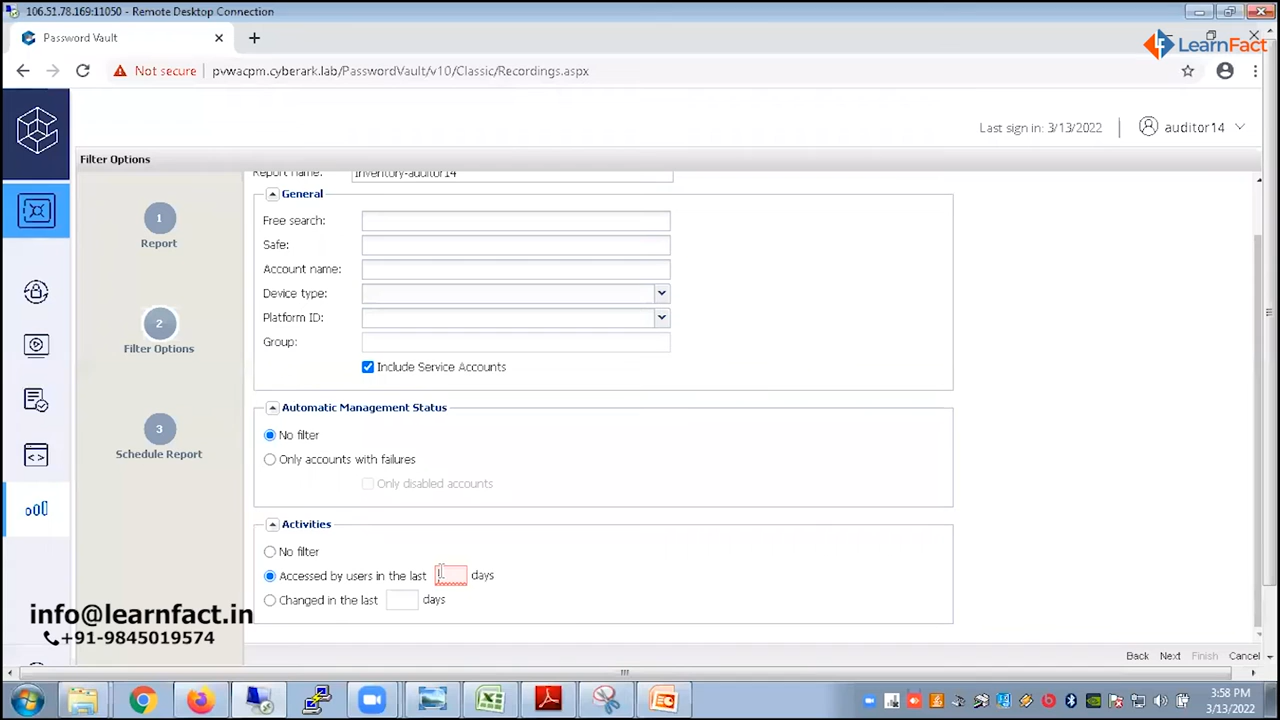 106.51.78.169:11050 - Remote Desktop Connection
Password Vault
LearnFact
Not secure pvwacpm.cyberark.lab/PasswordVault/v10/Classic/Recordings.aspx
Last sign in: 3/13/2022
auditor14
Filter Options
Report name: Inventory-auditor14
1
Report
2
Filter Options
3
Schedule Report
General
Free search:
Safe:
Account name:
Device type:
Platform ID:
Group:
Include Service Accounts
Automatic Management Status
No filter
Only accounts with failures
Only disabled accounts
Activities
No filter
Accessed by users in the last days
Changed in the last days
info@learnfact.in
+91-9845019574
Back Next Finish Cancel
3:58 PM
3/13/2022